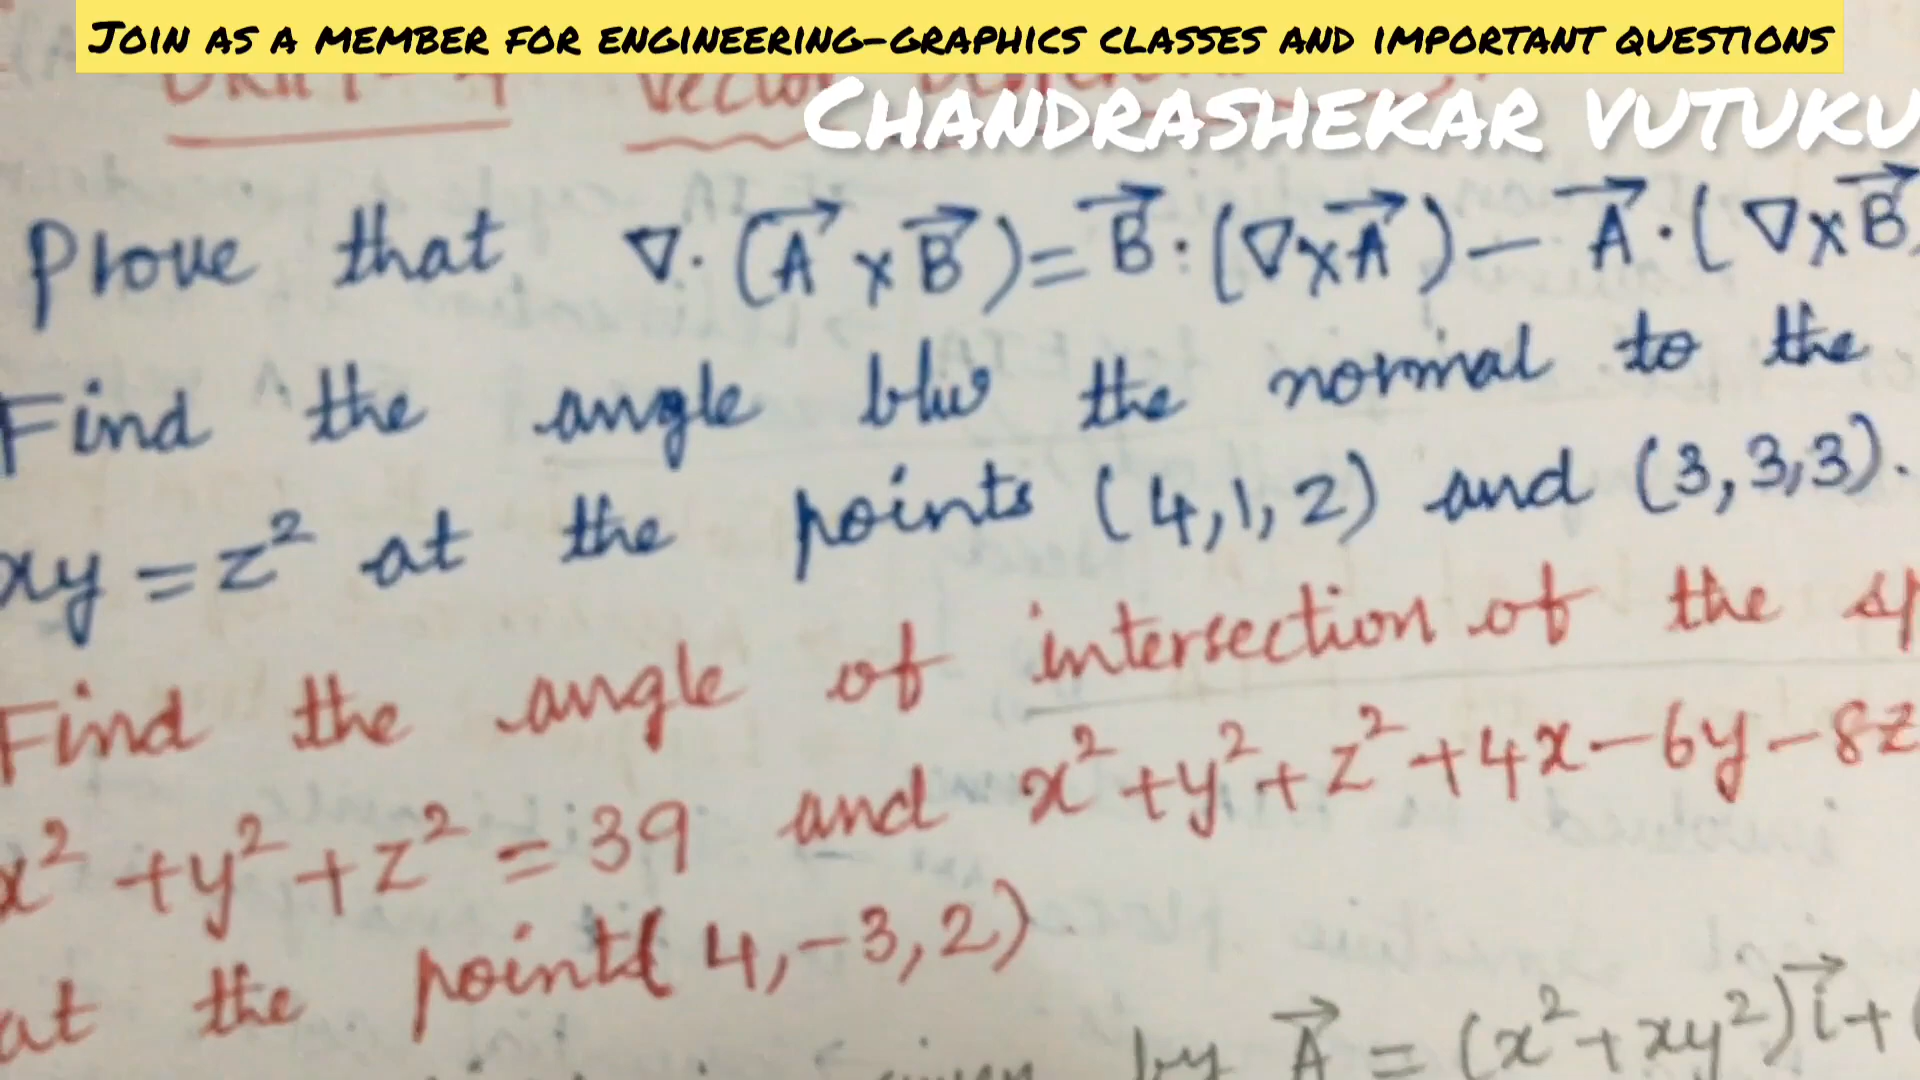 JOIN AS A MEMBER FOR ENGINEERING-GRAPHICS CLASSES AND IMPORTANT QUESTIONS
CHANDRASHEKAR VUTUKU
Prove that ∇·(A⃗ × B⃗) = B⃗·(∇×A⃗) − A⃗·(∇×B⃗
Find the angle b/w the normal to the
xy = z² at the points (4,1,2) and (3,3,3).
Find the angle of intersection of the sp
x² + y² + z² = 39 and x² + y² + z² + 4x − 6y − 8z
at the point (4,−3,2)
given by A⃗ = (x² + xy²)i⃗ + (